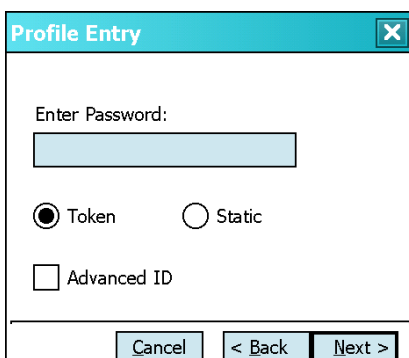 Profile Entry
Enter Password:
Token Static
Advanced ID
Cancel < Back Next >